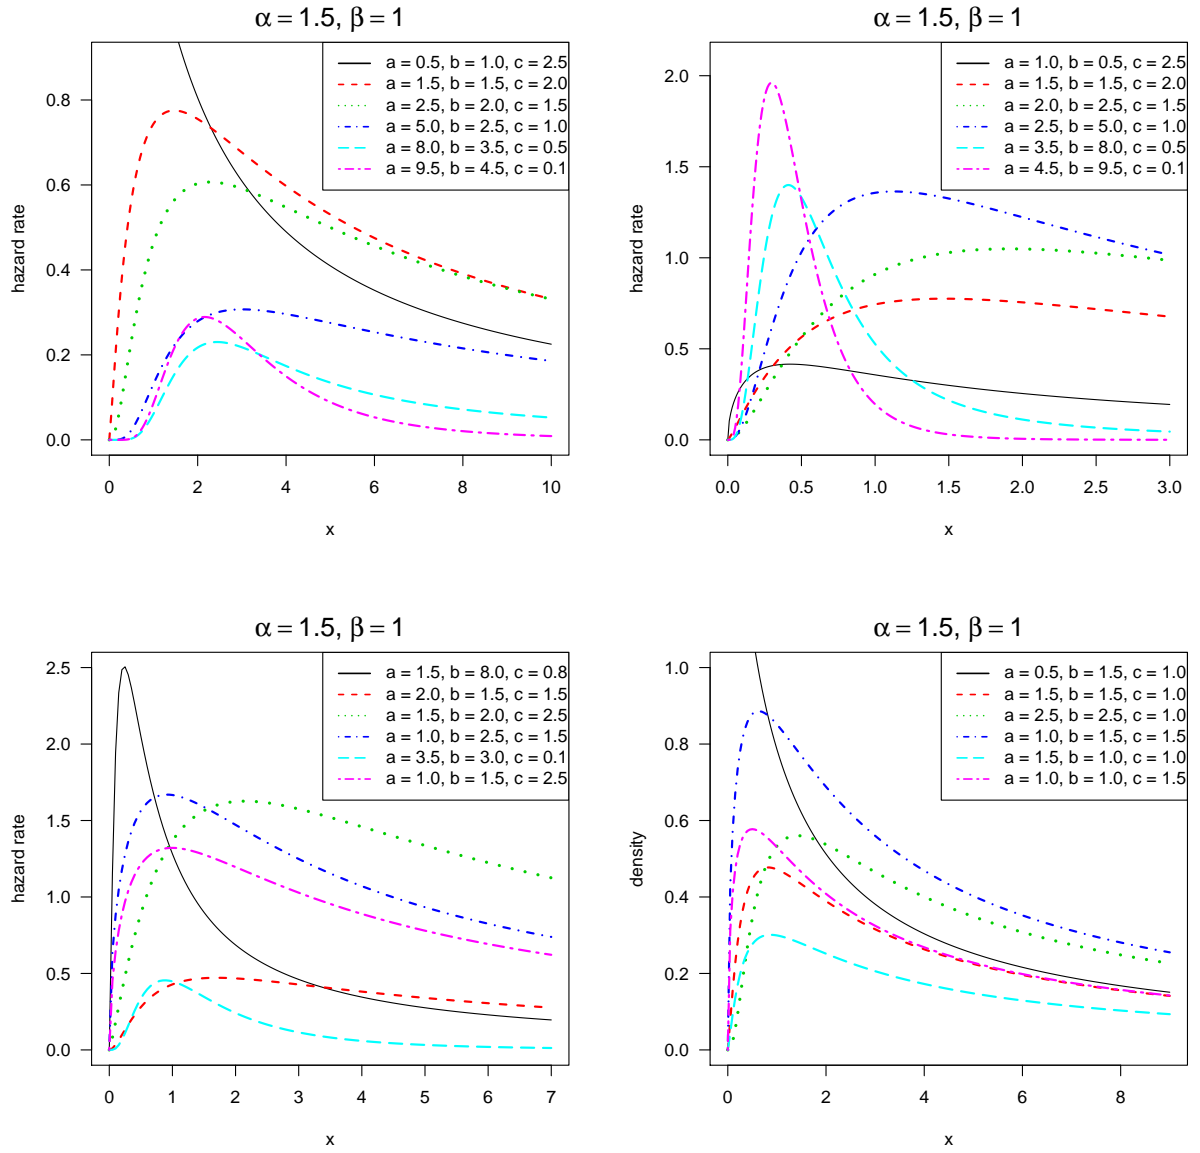 α = 1.5, β = 1
a = 0.5, b = 1.0, c = 2.5
a = 1.5, b = 1.5, c = 2.0
a = 2.5, b = 2.0, c = 1.5
a = 5.0, b = 2.5, c = 1.0
a = 8.0, b = 3.5, c = 0.5
a = 9.5, b = 4.5, c = 0.1
hazard rate
0.8
0.6
0.4
0.2
0.0
0 2 4 6 8 10
x
α = 1.5, β = 1
a = 1.0, b = 0.5, c = 2.5
a = 1.5, b = 1.5, c = 2.0
a = 2.0, b = 2.5, c = 1.5
a = 2.5, b = 5.0, c = 1.0
a = 3.5, b = 8.0, c = 0.5
a = 4.5, b = 9.5, c = 0.1
hazard rate
2.0
1.5
1.0
0.5
0.0
0.0 0.5 1.0 1.5 2.0 2.5 3.0
x
α = 1.5, β = 1
a = 1.5, b = 8.0, c = 0.8
a = 2.0, b = 1.5, c = 1.5
a = 1.5, b = 2.0, c = 2.5
a = 1.0, b = 2.5, c = 1.5
a = 3.5, b = 3.0, c = 0.1
a = 1.0, b = 1.5, c = 2.5
hazard rate
2.5
2.0
1.5
1.0
0.5
0.0
0 1 2 3 4 5 6 7
x
α = 1.5, β = 1
a = 0.5, b = 1.5, c = 1.0
a = 1.5, b = 1.5, c = 1.0
a = 2.5, b = 2.5, c = 1.0
a = 1.0, b = 1.5, c = 1.5
a = 1.5, b = 1.0, c = 1.0
a = 1.0, b = 1.0, c = 1.5
density
1.0
0.8
0.6
0.4
0.2
0.0
0 2 4 6 8
x